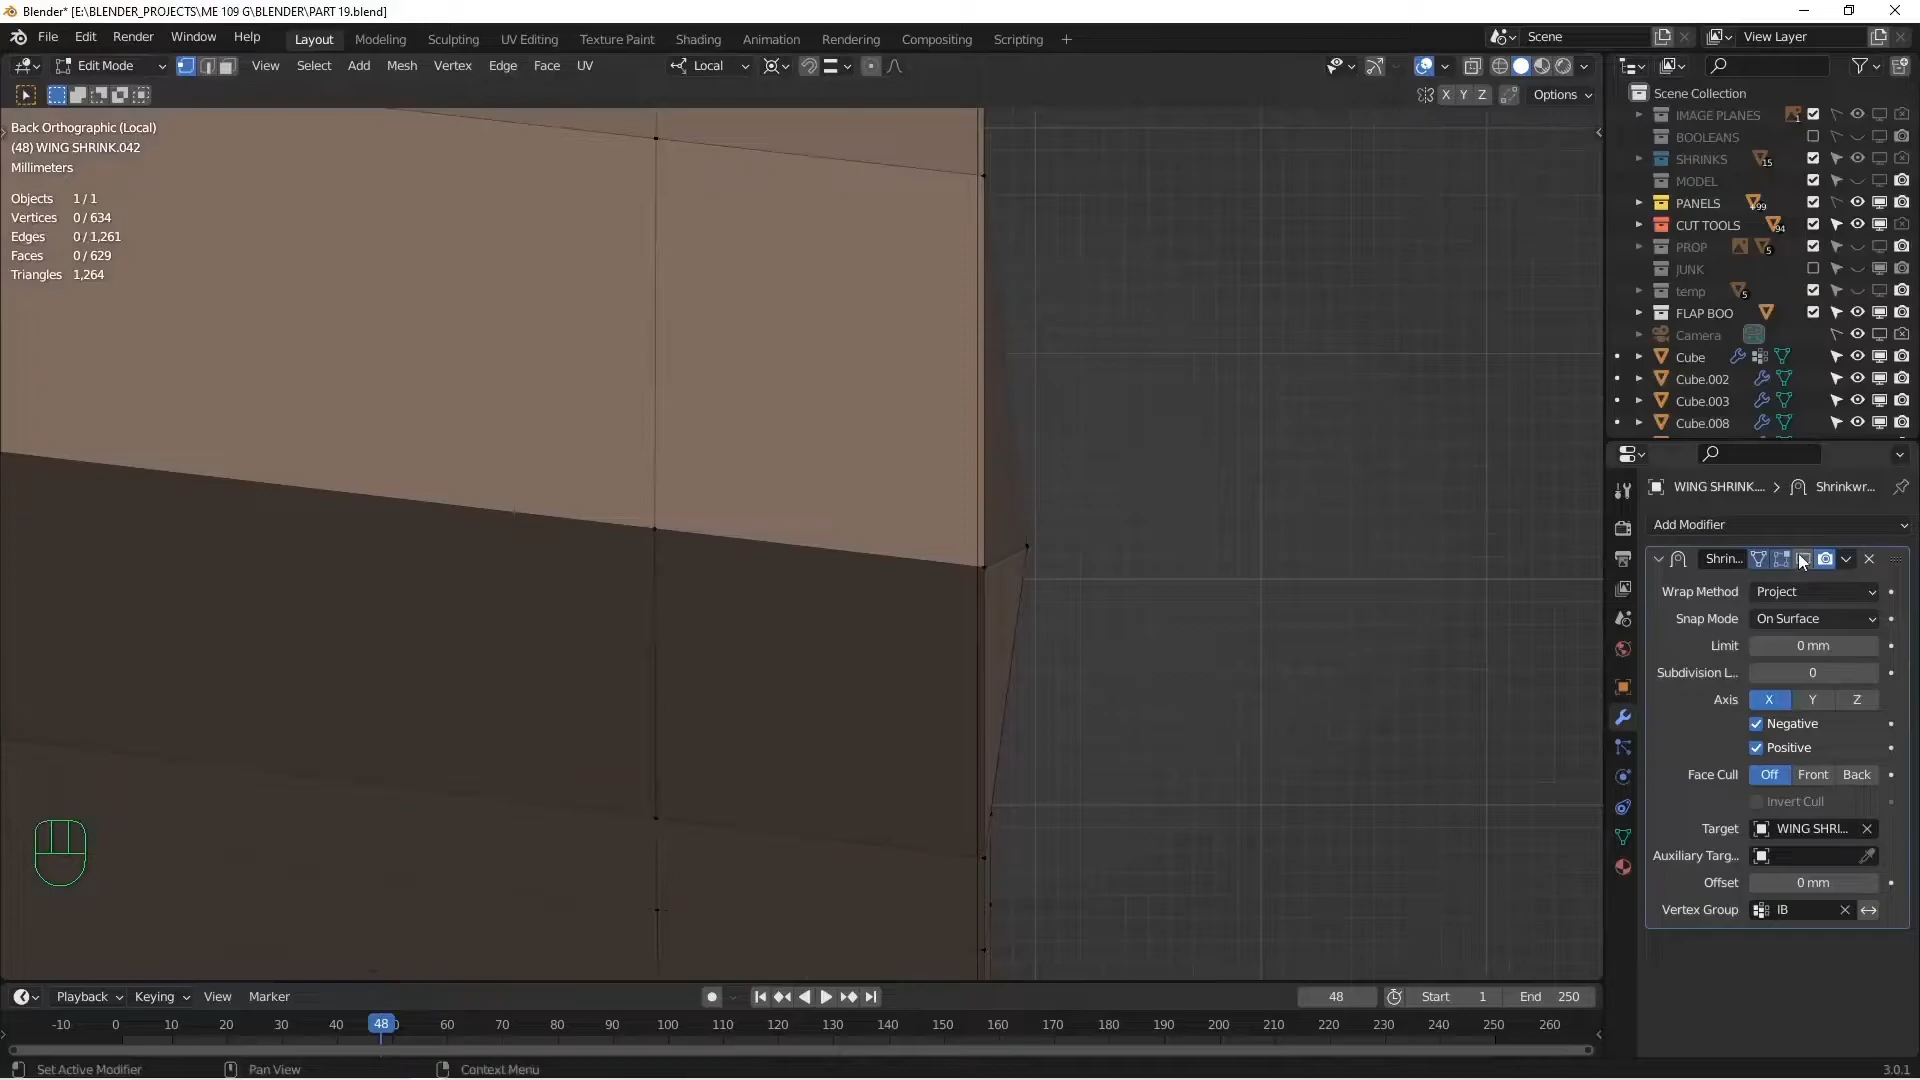 Blender* [E:\BLENDER_PROJECTS\ME 109 G\BLENDER\PART 19.blend]
File Edit Render Window Help Layout Modeling Sculpting UV Editing Texture Paint Shading Animation Rendering Compositing Scripting + Scene View Layer
Edit Mode View Select Add Mesh Vertex Edge Face UV Local
X Y Z Options
Scene Collection
IMAGE PLANES 1
BOOLEANS
SHRINKS 15
MODEL
PANELS +99
CUT TOOLS 94
PROP 5
JUNK
temp 5
FLAP BOO
Camera
Cube
Cube.002
Cube.003
Cube.008
Back Orthographic (Local)
(48) WING SHRINK.042
Millimeters
Objects 1 / 1
Vertices 0 / 634
Edges 0 / 1,261
Faces 0 / 629
Triangles 1,264
WING SHRINK.... > Shrinkwr...
Add Modifier
Shrin...
Wrap Method Project
Snap Mode On Surface
Limit 0 mm
Subdivision L... 0
Axis X Y Z
Negative
Positive
Face Cull Off Front Back
Invert Cull
Target WING SHRI...
Auxiliary Targ...
Offset 0 mm
Vertex Group IB
Playback Keying View Marker 48 Start 1 End 250
-10 0 10 20 30 40 48 60 70 80 90 100 110 120 130 140 150 160 170 180 190 200 210 220 230 240 250 260
Set Active Modifier Pan View Context Menu 3.0.1